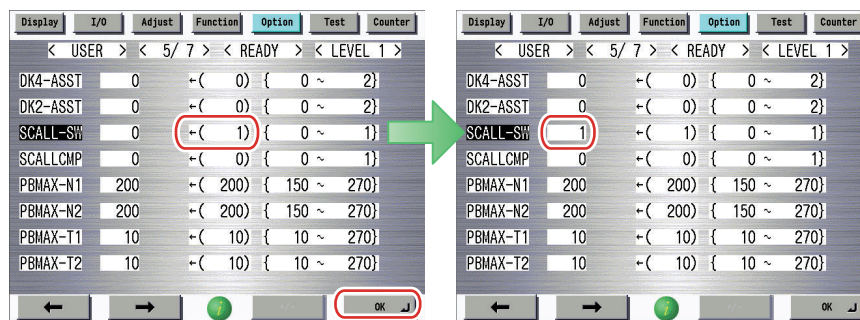 Display I/O Adjust Function Option Test Counter
< USER > < 5/ 7 > < READY > < LEVEL 1 >
DK4-ASST 0 ←( 0) { 0 ~ 2}
DK2-ASST 0 ←( 0) { 0 ~ 2}
SCALL-SW 0 ←( 1) { 0 ~ 1}
SCALLCMP 0 ←( 0) { 0 ~ 1}
PBMAX-N1 200 ←( 200) { 150 ~ 270}
PBMAX-N2 200 ←( 200) { 150 ~ 270}
PBMAX-T1 10 ←( 10) { 10 ~ 270}
PBMAX-T2 10 ←( 10) { 10 ~ 270}
← → i +/- OK ┘
Display I/O Adjust Function Option Test Counter
< USER > < 5/ 7 > < READY > < LEVEL 1 >
DK4-ASST 0 ←( 0) { 0 ~ 2}
DK2-ASST 0 ←( 0) { 0 ~ 2}
SCALL-SW 1 ←( 1) { 0 ~ 1}
SCALLCMP 0 ←( 0) { 0 ~ 1}
PBMAX-N1 200 ←( 200) { 150 ~ 270}
PBMAX-N2 200 ←( 200) { 150 ~ 270}
PBMAX-T1 10 ←( 10) { 10 ~ 270}
PBMAX-T2 10 ←( 10) { 10 ~ 270}
← → i +/- OK ┘